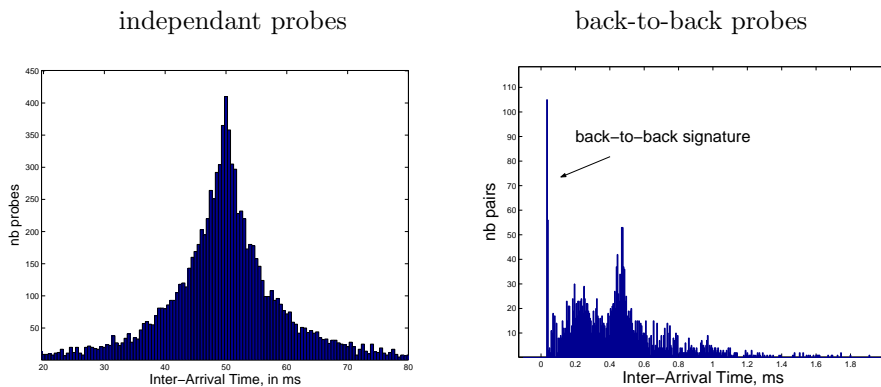 independant probes
back-to-back probes
450
400
350
300
250
200
150
100
50
nb probes
20 30 40 50 60 70 80
Inter−Arrival Time, in ms
110
100
90
80
70
60
50
40
30
20
10
nb pairs
back−to−back signature
0 0.2 0.4 0.6 0.8 1 1.2 1.4 1.6 1.8
Inter−Arrival Time, ms